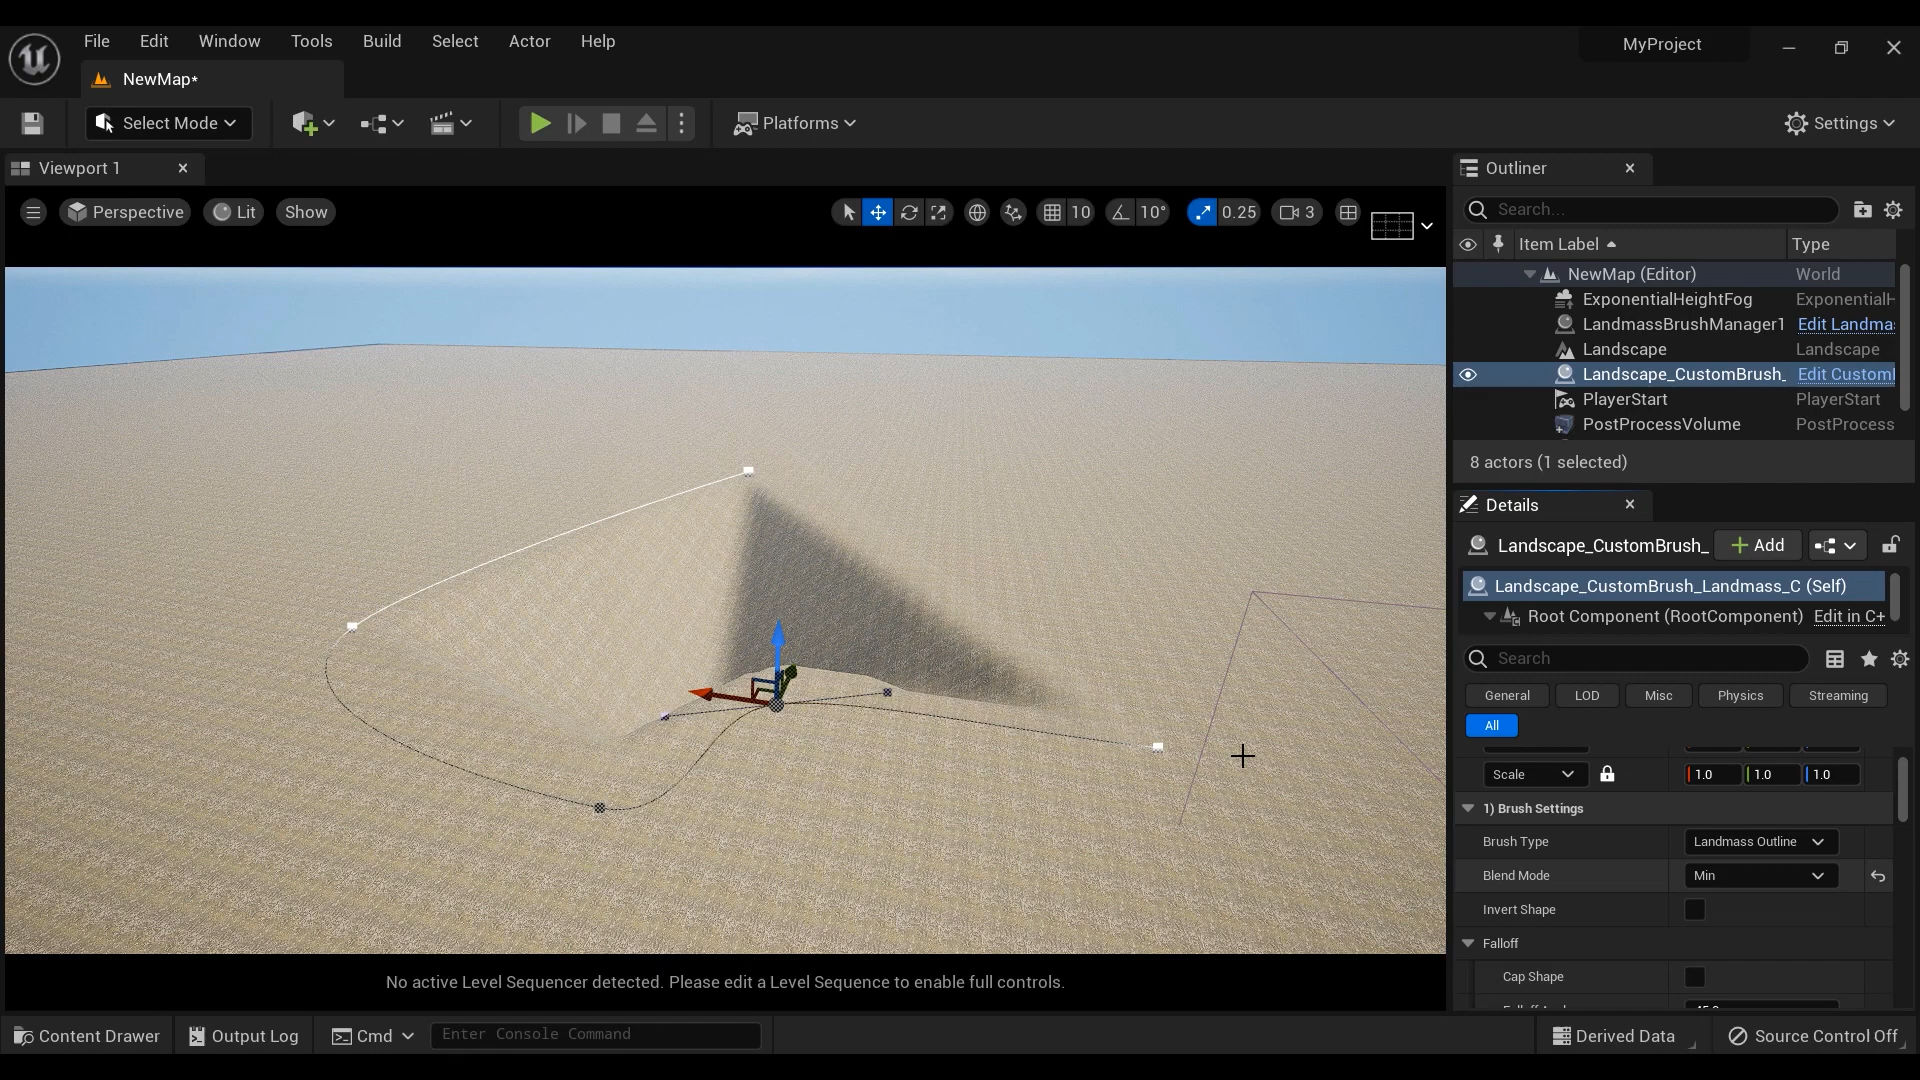 File Edit Window Tools Build Select Actor Help
MyProject
NewMap*
Select Mode
Platforms
Settings
Viewport 1
Perspective Lit Show
10 10° 0.25 3
Outliner
Search...
Item Label Type
NewMap (Editor) World
ExponentialHeightFog ExponentialH
LandmassBrushManager1 Edit Landma
Landscape Landscape
Landscape_CustomBrush_ Edit Custom
PlayerStart PlayerStart
PostProcessVolume PostProcess
8 actors (1 selected)
Details
Landscape_CustomBrush_ Add
Landscape_CustomBrush_Landmass_C (Self)
Root Component (RootComponent) Edit in C+
Search
General LOD Misc Physics Streaming
All
Scale 1.0 1.0 1.0
1) Brush Settings
Brush Type Landmass Outline
Blend Mode Min
Invert Shape
Falloff
Cap Shape
No active Level Sequencer detected. Please edit a Level Sequence to enable full controls.
Content Drawer Output Log Cmd Enter Console Command Derived Data Source Control Off